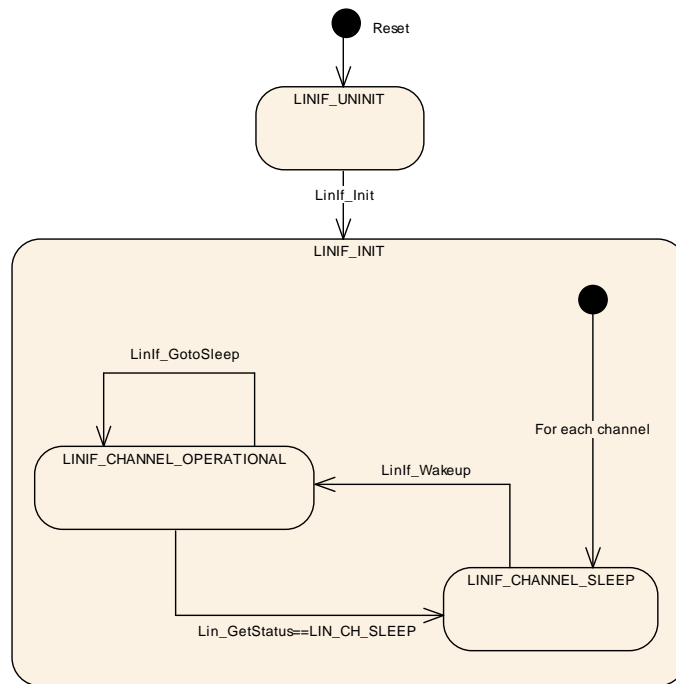 Reset
LINIF_UNINIT
LinIf_Init
LINIF_INIT
LinIf_GotoSleep
For each channel
LINIF_CHANNEL_OPERATIONAL
LinIf_Wakeup
LINIF_CHANNEL_SLEEP
Lin_GetStatus==LIN_CH_SLEEP